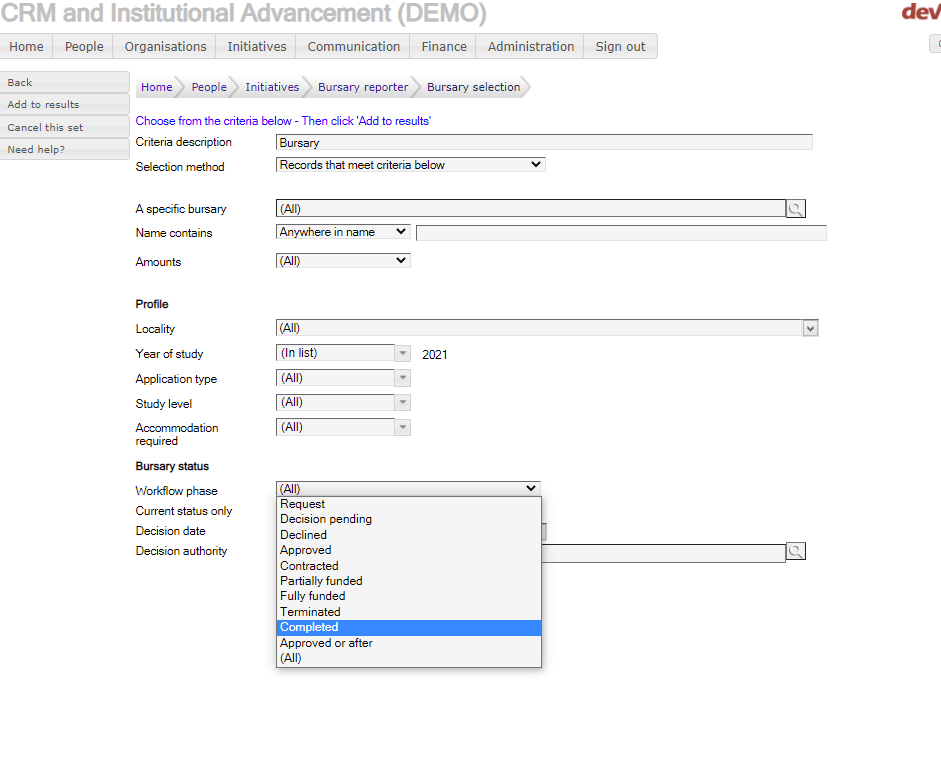 CRM and Institutional Advancement (DEMO)
dev
Home People Organisations Initiatives Communication Finance Administration Sign out
Back
Add to results
Cancel this set
Need help?
Home People Initiatives Bursary reporter Bursary selection
Choose from the criteria below - Then click 'Add to results'
Criteria description Bursary
Selection method Records that meet criteria below
A specific bursary (All)
Name contains Anywhere in name
Amounts (All)
Profile
Locality (All)
Year of study (In list) 2021
Application type (All)
Study level (All)
Accommodation required (All)
Bursary status
Workflow phase (All)
Current status only
Decision date
Decision authority
Request
Decision pending
Declined
Approved
Contracted
Partially funded
Fully funded
Terminated
Completed
Approved or after
(All)